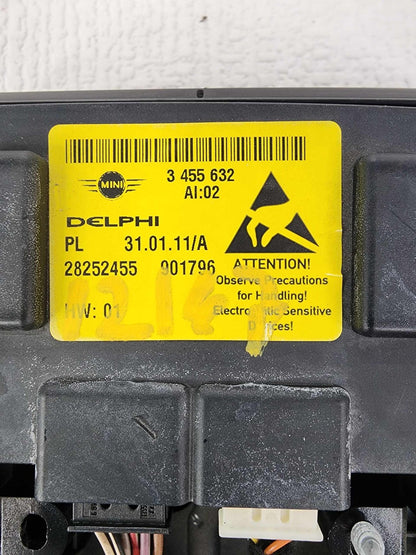 MINI
3 455 632
AI:02
DELPHI
PL 31.01.11/A
28252455 901796
ATTENTION!
Observe Precautions
for Handling!
Electrostatic Sensitive
Devices!
HW: 01